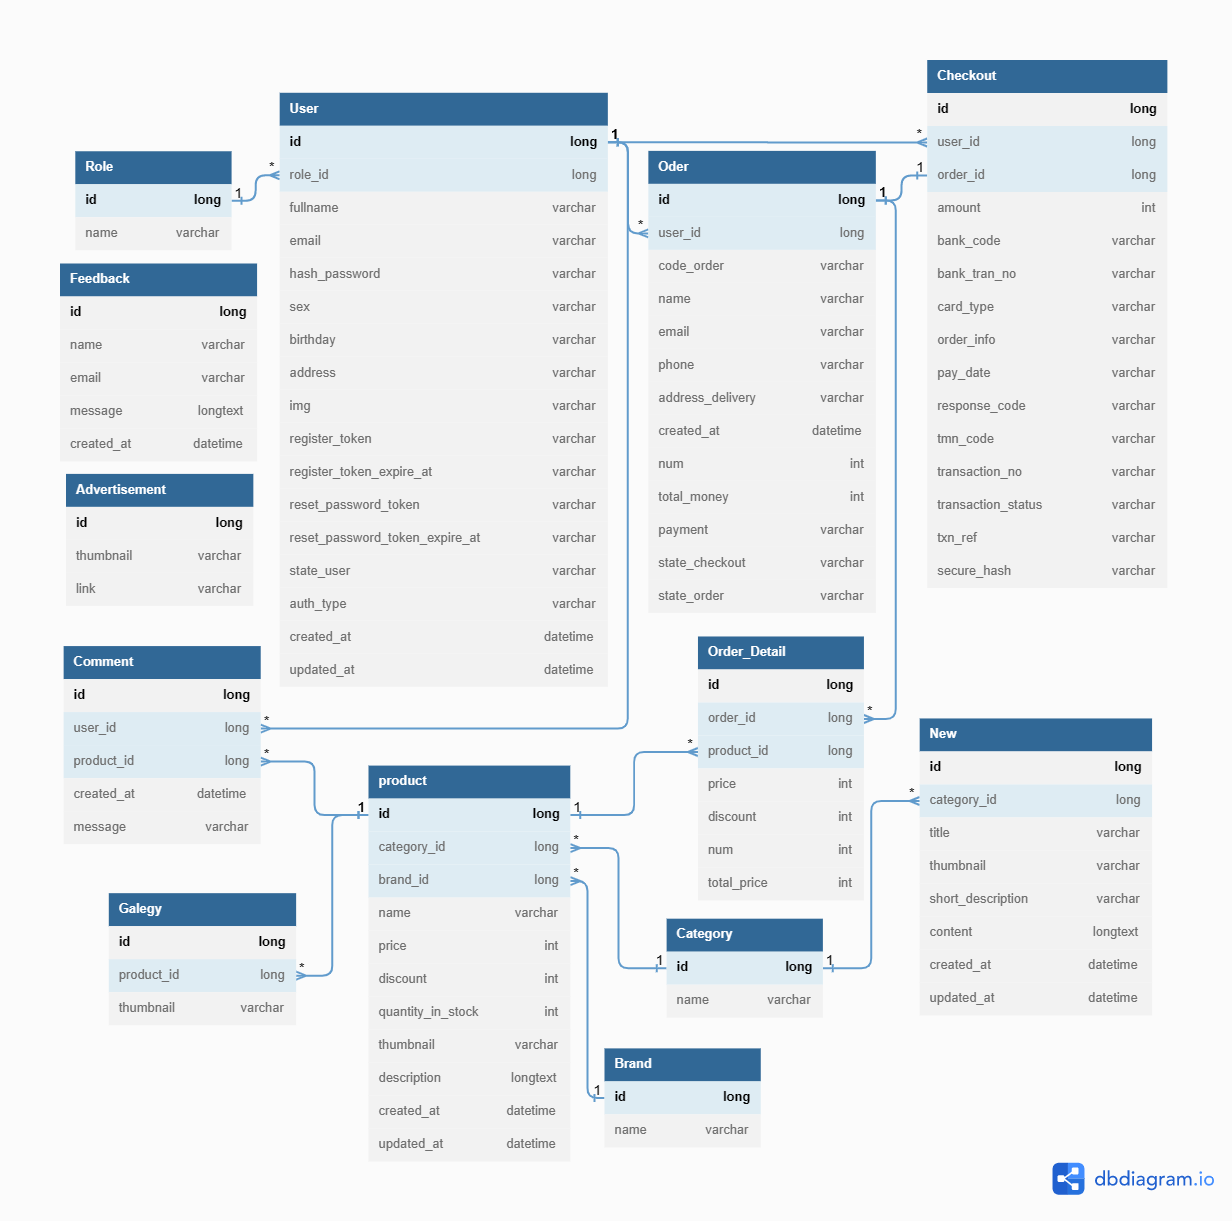 Role
id long
name varchar
Feedback
id long
name varchar
email varchar
message longtext
created_at datetime
Advertisement
id long
thumbnail varchar
link varchar
User
id long
role_id long
fullname varchar
email varchar
hash_password varchar
sex varchar
birthday varchar
address varchar
img varchar
register_token varchar
register_token_expire_at varchar
reset_password_token varchar
reset_password_token_expire_at varchar
state_user varchar
auth_type varchar
created_at datetime
updated_at datetime
Oder
id long
user_id long
code_order varchar
name varchar
email varchar
phone varchar
address_delivery varchar
created_at datetime
num int
total_money int
payment varchar
state_checkout varchar
state_order varchar
Checkout
id long
user_id long
order_id long
amount int
bank_code varchar
bank_tran_no varchar
card_type varchar
order_info varchar
pay_date varchar
response_code varchar
tmn_code varchar
transaction_no varchar
transaction_status varchar
txn_ref varchar
secure_hash varchar
Comment
id long
user_id long
product_id long
created_at datetime
message varchar
Galegy
id long
product_id long
thumbnail varchar
product
id long
category_id long
brand_id long
name varchar
price int
discount int
quantity_in_stock int
thumbnail varchar
description longtext
created_at datetime
updated_at datetime
Order_Detail
id long
order_id long
product_id long
price int
discount int
num int
total_price int
Category
id long
name varchar
Brand
id long
name varchar
New
id long
category_id long
title varchar
thumbnail varchar
short_description varchar
content longtext
created_at datetime
updated_at datetime
1 *
1 *
*
1 1
*
*
*
1
*
1 *
*
*
1 1
*
1
dbdiagram.io